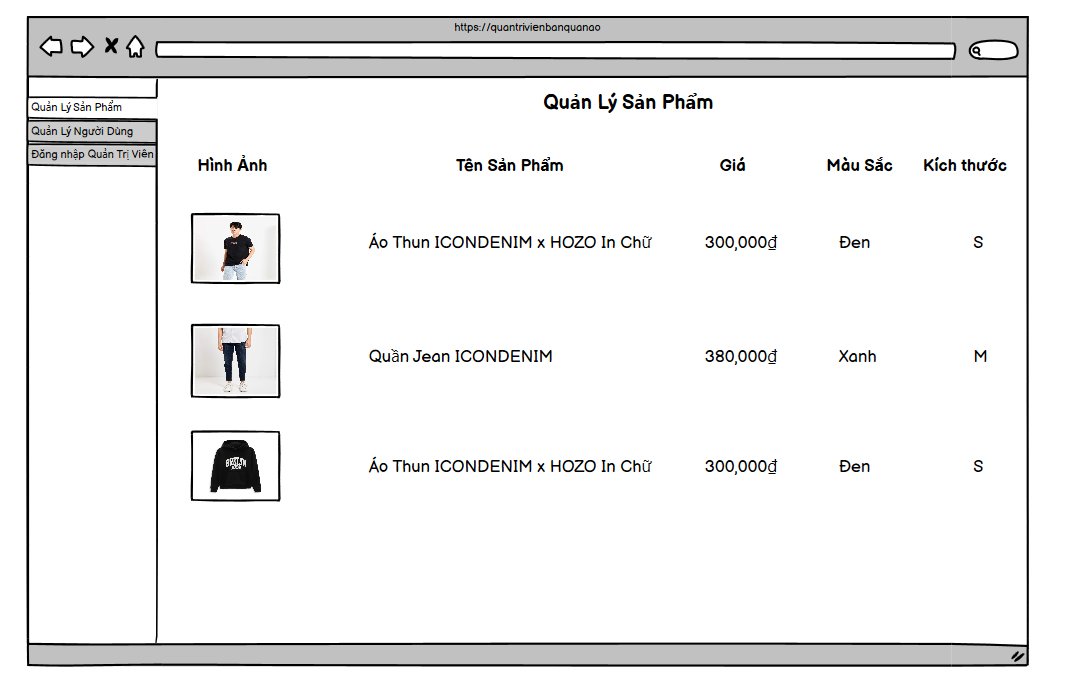 https://quantrivienbanquanao
Quản Lý Sản Phẩm
Quản Lý Người Dùng
Đăng nhập Quản Trị Viên
Quản Lý Sản Phẩm
Hình Ảnh Tên Sản Phẩm Giá Màu Sắc Kích thước
Áo Thun ICONDENIM x HOZO In Chữ 300,000₫ Đen S
Quần Jean ICONDENIM 380,000₫ Xanh M
Áo Thun ICONDENIM x HOZO In Chữ 300,000₫ Đen S